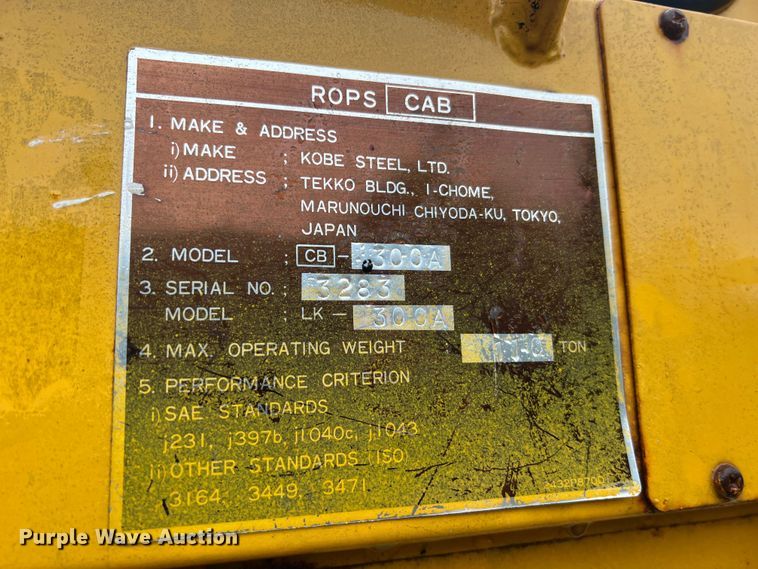 ROPS CAB
1. MAKE & ADDRESS
i) MAKE ; KOBE STEEL, LTD.
ii) ADDRESS ; TEKKO BLDG., 1-CHOME,
MARUNOUCHI CHIYODA-KU, TOKYO,
JAPAN
2. MODEL ; CB - 300A
3. SERIAL NO. ; 3283
MODEL ; LK - 300A
4. MAX. OPERATING WEIGHT ; TON
5. PERFORMANCE CRITERION
i) SAE STANDARDS
j231, j397b, j1040c, j1043
ii) OTHER STANDARDS (ISO)
3164, 3449, 3471
Purple Wave Auction